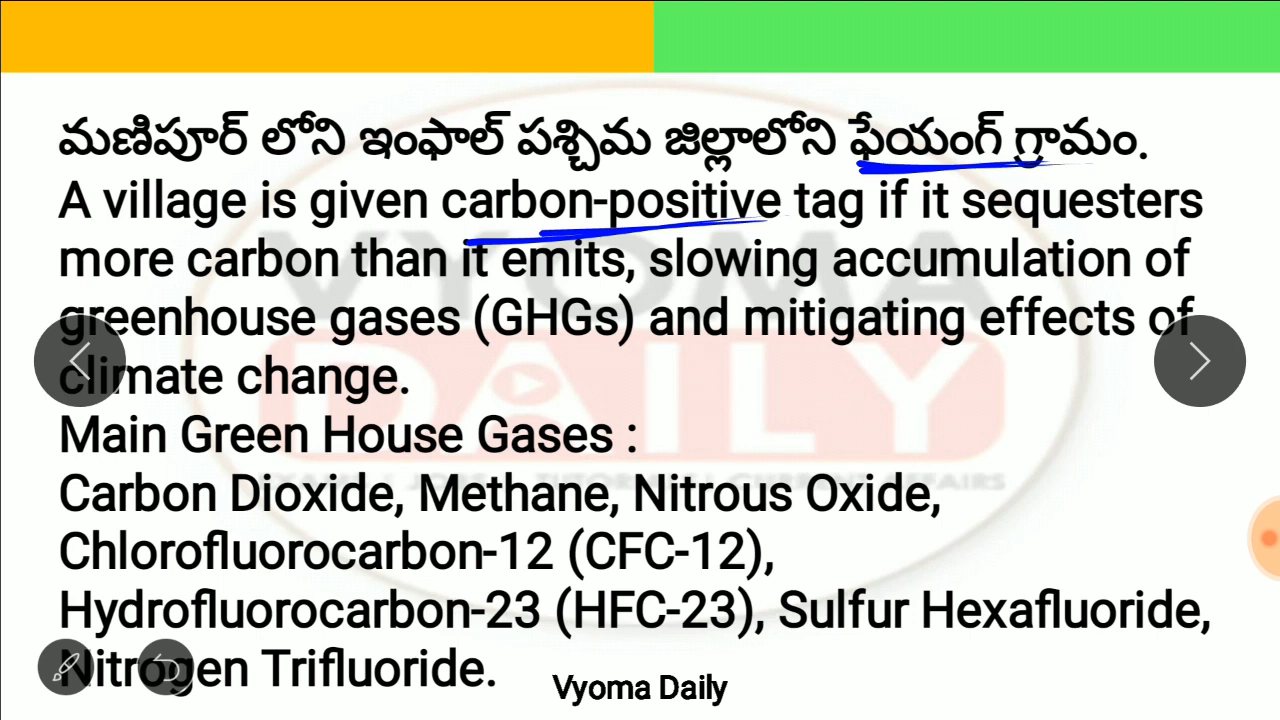 మణిపూర్ లోని ఇంఫాల్ పశ్చిమ జిల్లాలోని ఫేయంగ్ గ్రామం.
A village is given carbon-positive tag if it sequesters
more carbon than it emits, slowing accumulation of
greenhouse gases (GHGs) and mitigating effects of
climate change.
Main Green House Gases :
Carbon Dioxide, Methane, Nitrous Oxide,
Chlorofluorocarbon-12 (CFC-12),
Hydrofluorocarbon-23 (HFC-23), Sulfur Hexafluoride,
Nitrogen Trifluoride.
Vyoma Daily
VYOMA
DAILY